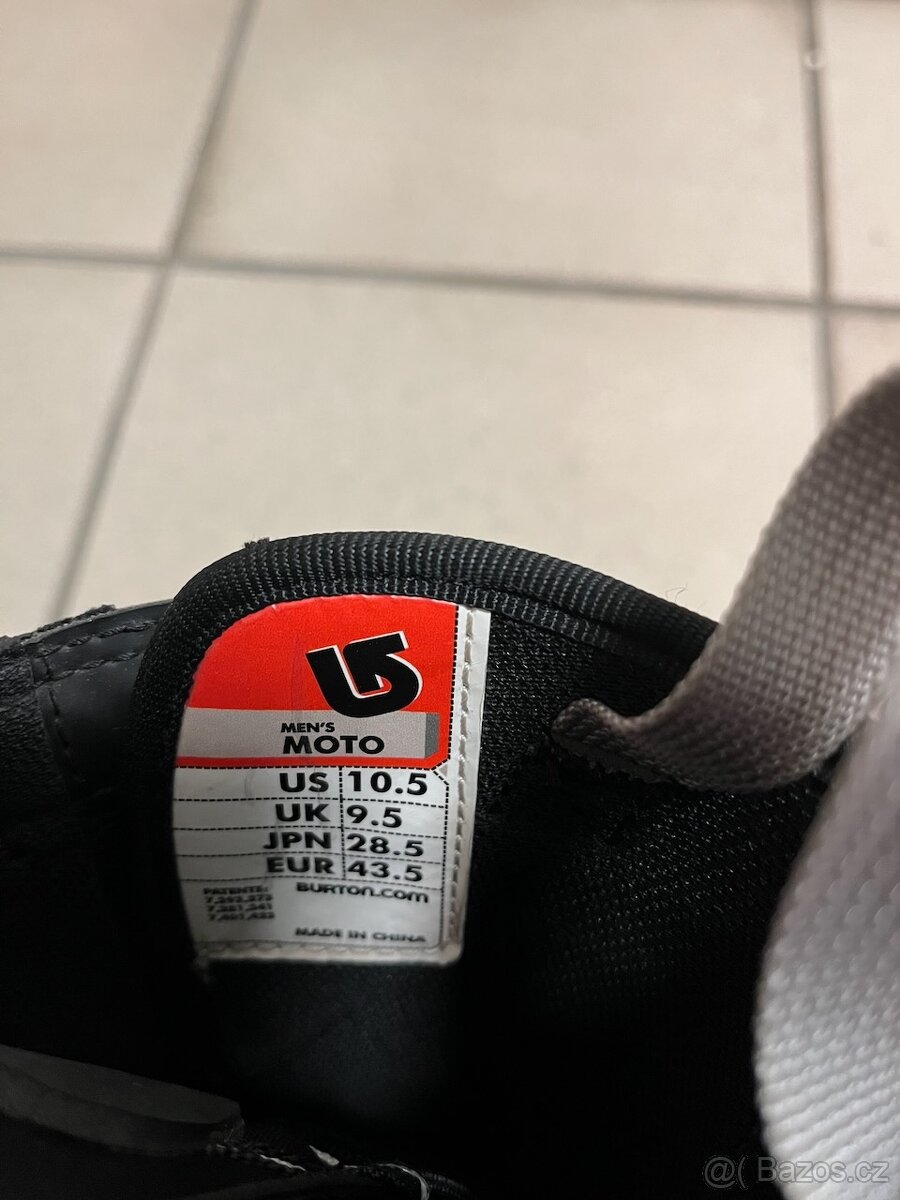 MEN'S
MOTO
US 10.5
UK 9.5
JPN 28.5
EUR 43.5
BURTON.COM
PATENTS:
MADE IN CHINA
@( Bazos.cz